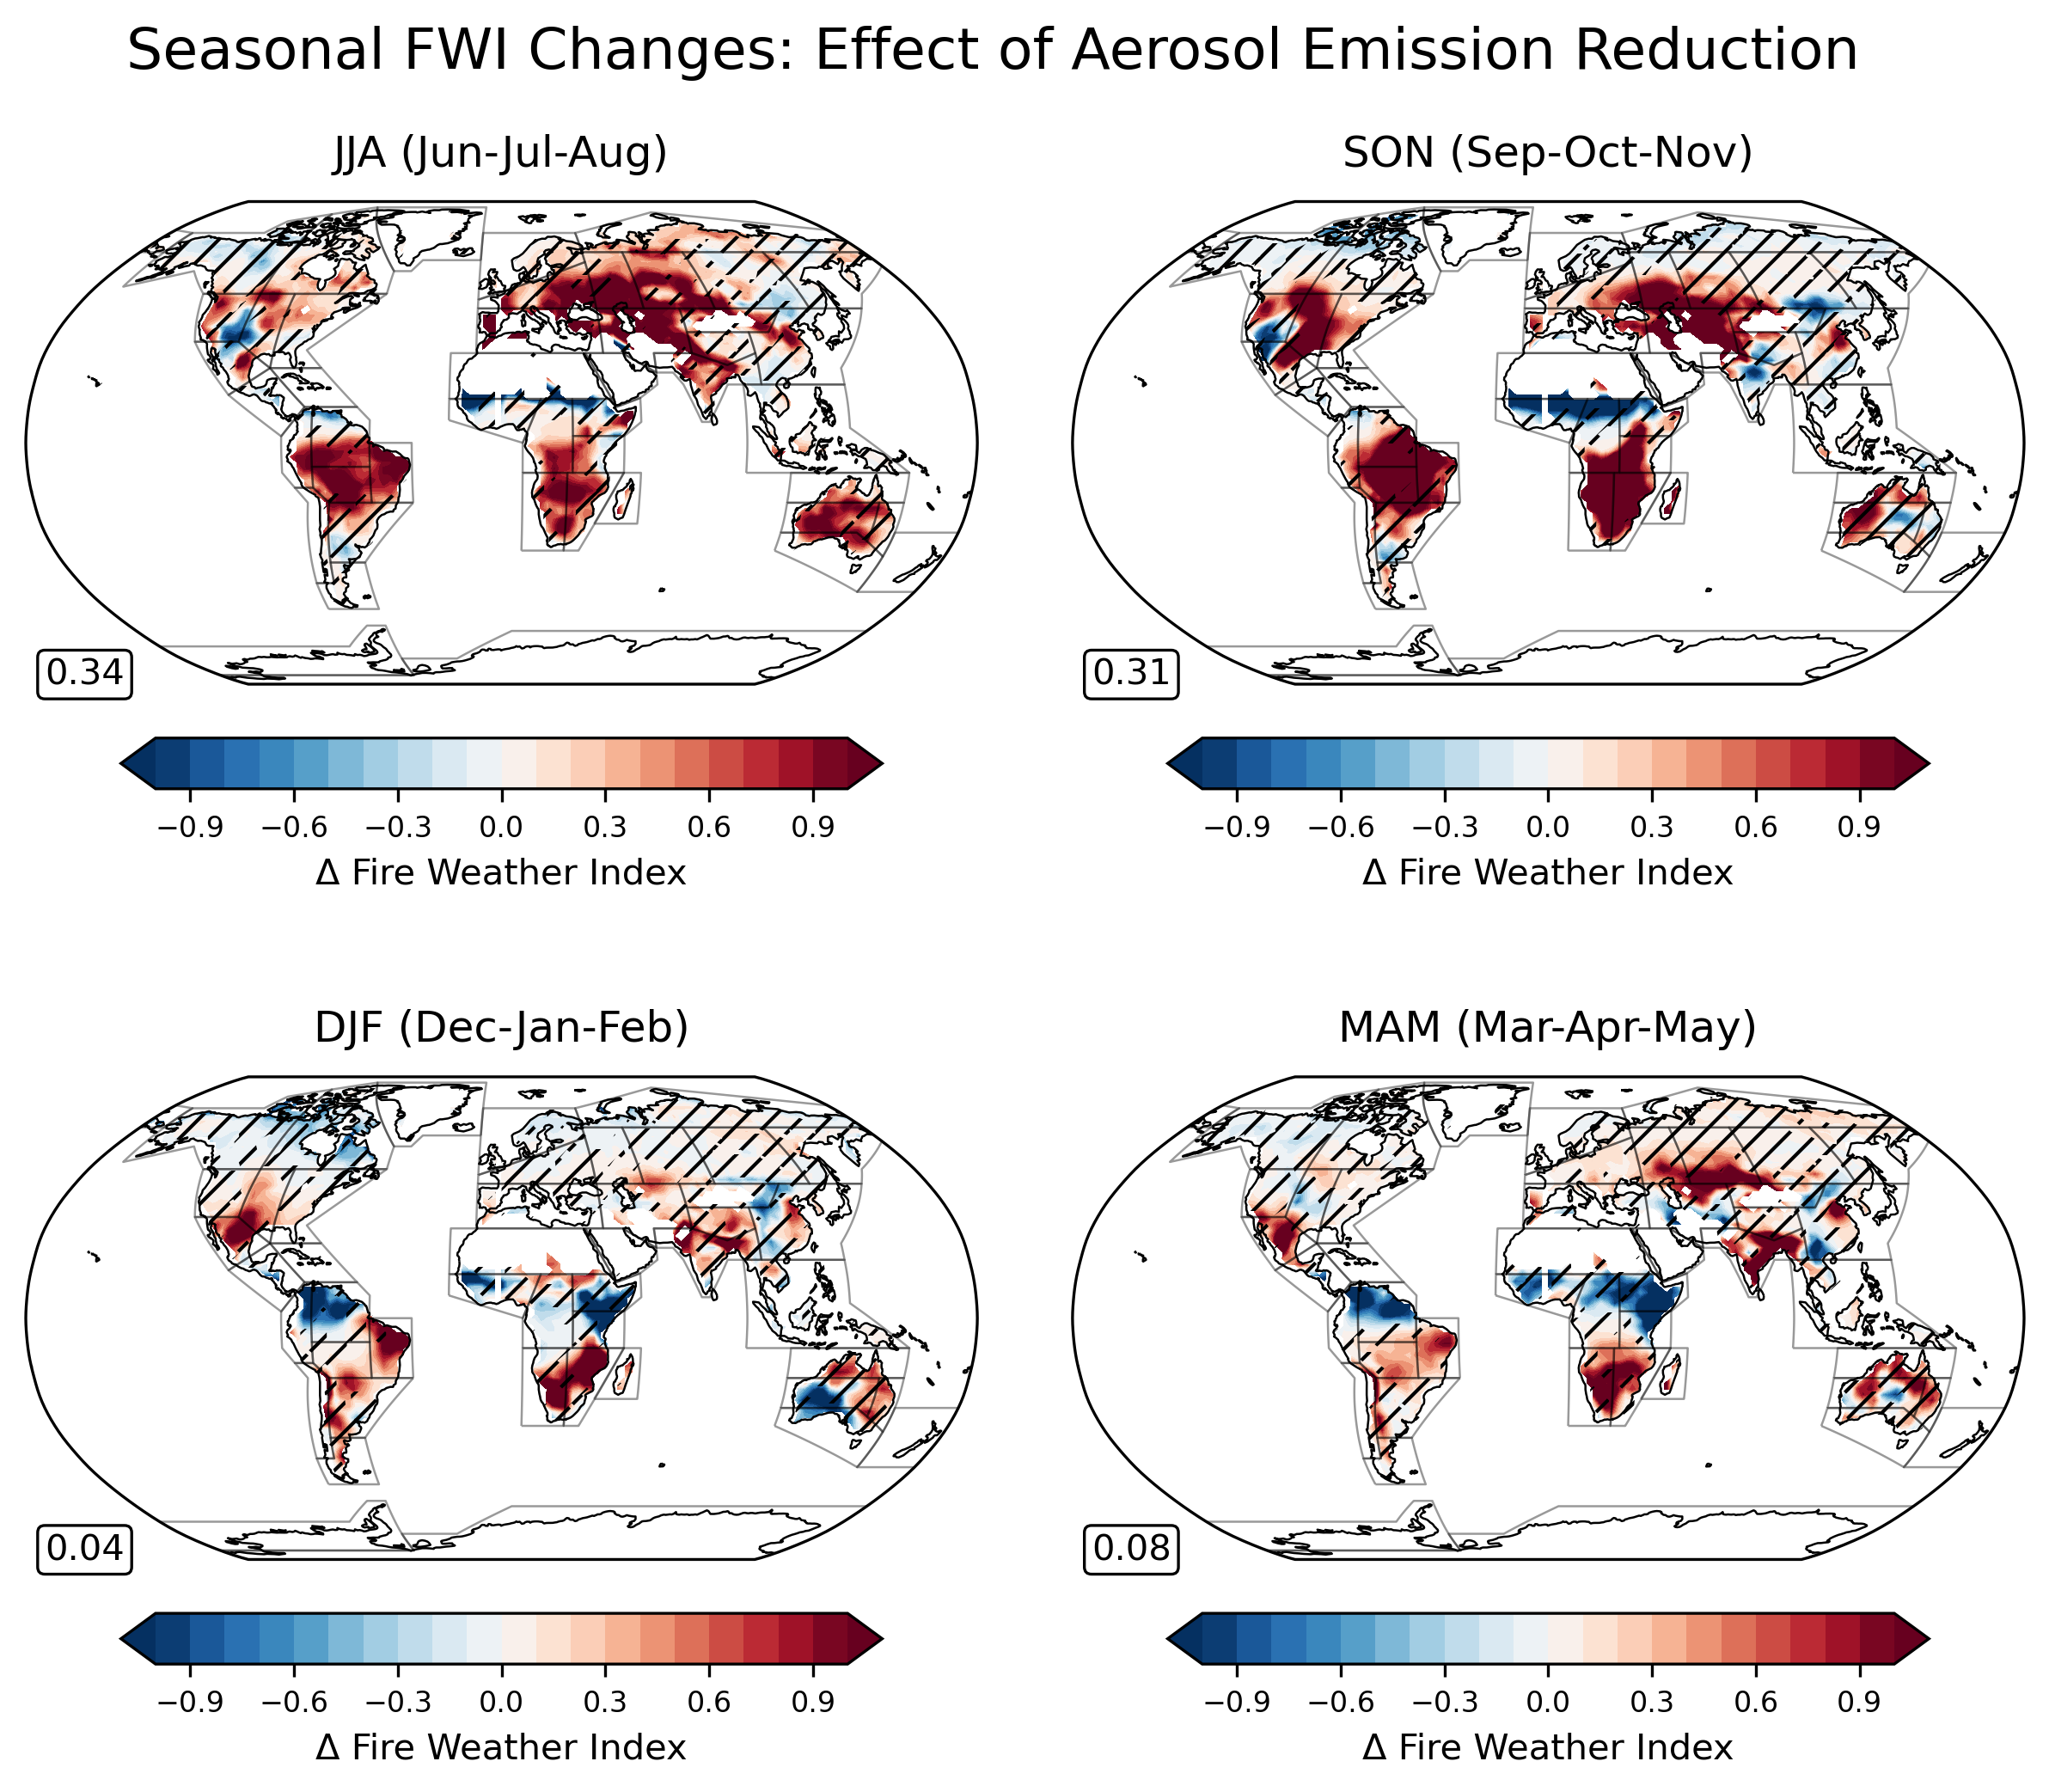 Seasonal FWI Changes: Effect of Aerosol Emission Reduction
JJA (Jun-Jul-Aug)
0.34
−0.9 −0.6 −0.3 0.0 0.3 0.6 0.9
Δ Fire Weather Index
SON (Sep-Oct-Nov)
0.31
−0.9 −0.6 −0.3 0.0 0.3 0.6 0.9
Δ Fire Weather Index
DJF (Dec-Jan-Feb)
0.04
−0.9 −0.6 −0.3 0.0 0.3 0.6 0.9
Δ Fire Weather Index
MAM (Mar-Apr-May)
0.08
−0.9 −0.6 −0.3 0.0 0.3 0.6 0.9
Δ Fire Weather Index